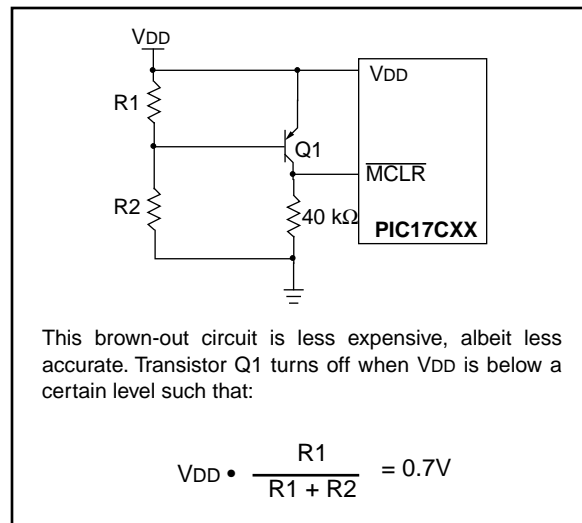 VDD
R1
VDD
Q1
MCLR
R2
40 kΩ
PIC17CXX
This brown-out circuit is less expensive, albeit less
accurate. Transistor Q1 turns off when VDD is below a
certain level such that:
VDD • R1 / R1 + R2 = 0.7V